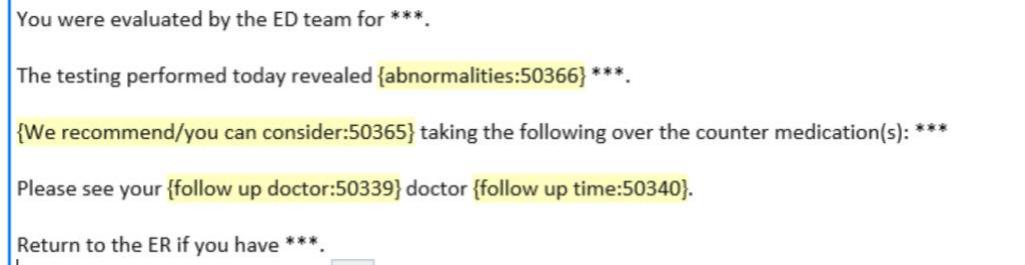 You were evaluated by the ED team for ***.
The testing performed today revealed {abnormalities:50366} ***.
{We recommend/you can consider:50365} taking the following over the counter medication(s): ***
Please see your {follow up doctor:50339} doctor {follow up time:50340}.
Return to the ER if you have ***.